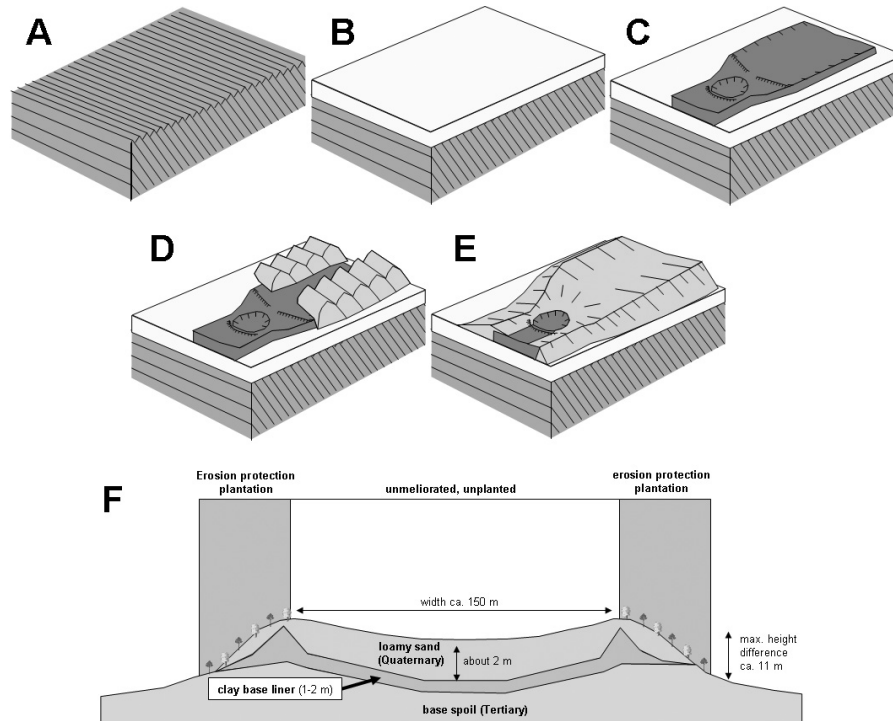 A
B
C
D
E
F
Erosion protection
plantation
unmeliorated, unplanted
erosion protection
plantation
width ca. 150 m
loamy sand
(Quaternary)
about 2 m
max. height
difference
ca. 11 m
clay base liner (1-2 m)
base spoil (Tertiary)